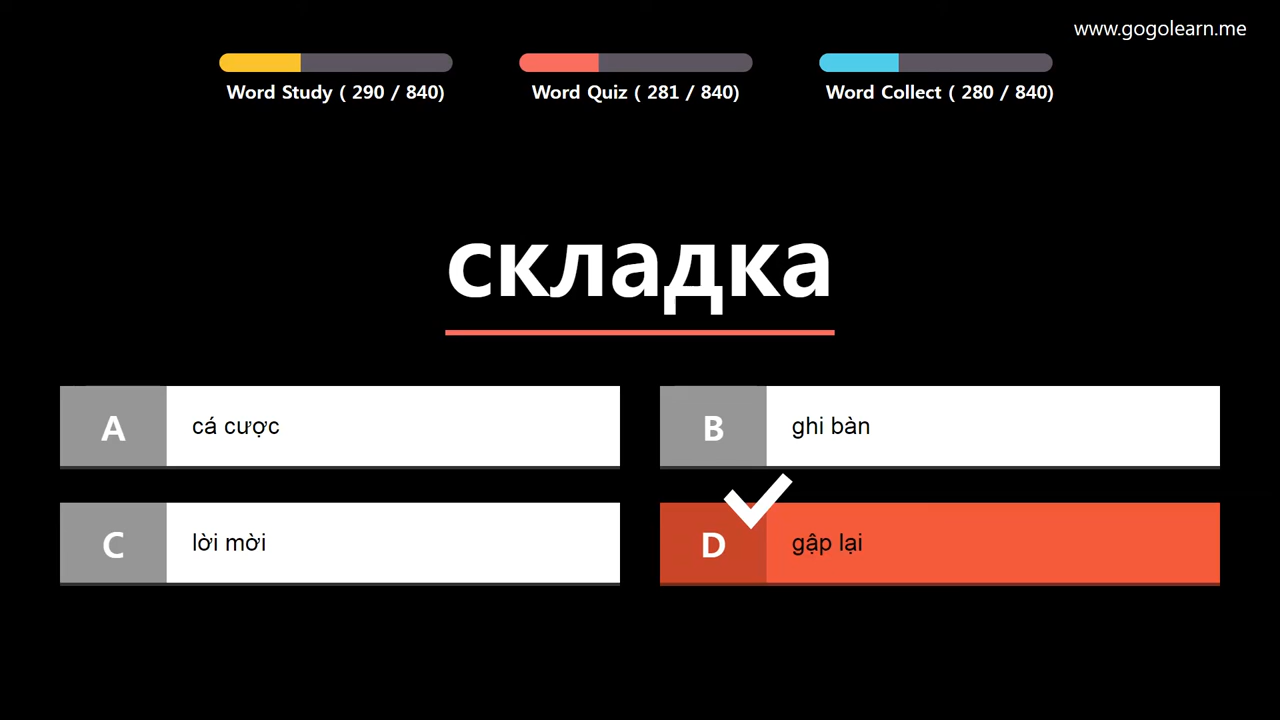 www.gogolearn.me
Word Study ( 290 / 840)
Word Quiz ( 281 / 840)
Word Collect ( 280 / 840)
складка
A cá cược
B ghi bàn
C lời mời
D gập lại